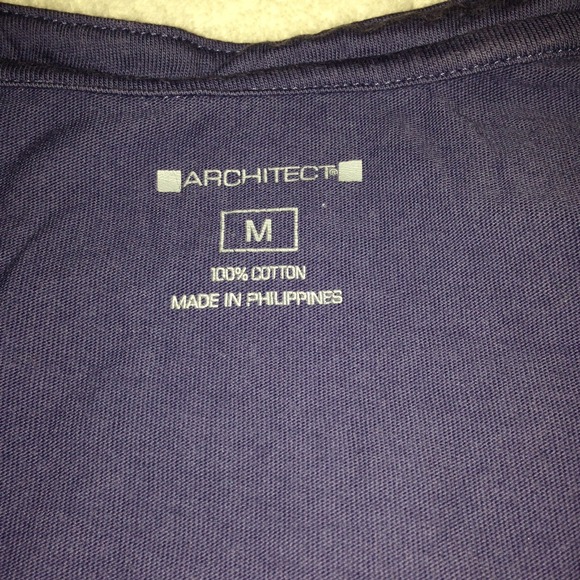 ARCHITECT®
M
100% COTTON
MADE IN PHILIPPINES